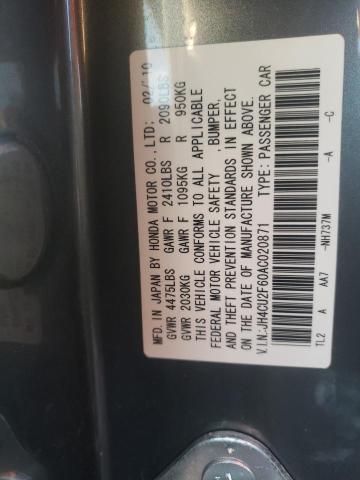 MFD. IN JAPAN BY HONDA MOTOR CO., LTD: 02/10
GVWR 4475LBS GAWR F 2410LBS R 2090LBS
GVWR 2030KG GAWR F 1095KG R 950KG
THIS VEHICLE CONFORMS TO ALL APPLICABLE
FEDERAL MOTOR VEHICLE SAFETY ,BUMPER,
AND THEFT PREVENTION STANDARDS IN EFFECT
ON THE DATE OF MANUFACTURE SHOWN ABOVE.
V.I.N:JH4CU2F60AC020871 TYPE:PASSENGER CAR
TL2 A AA7 -NH737M -A -C